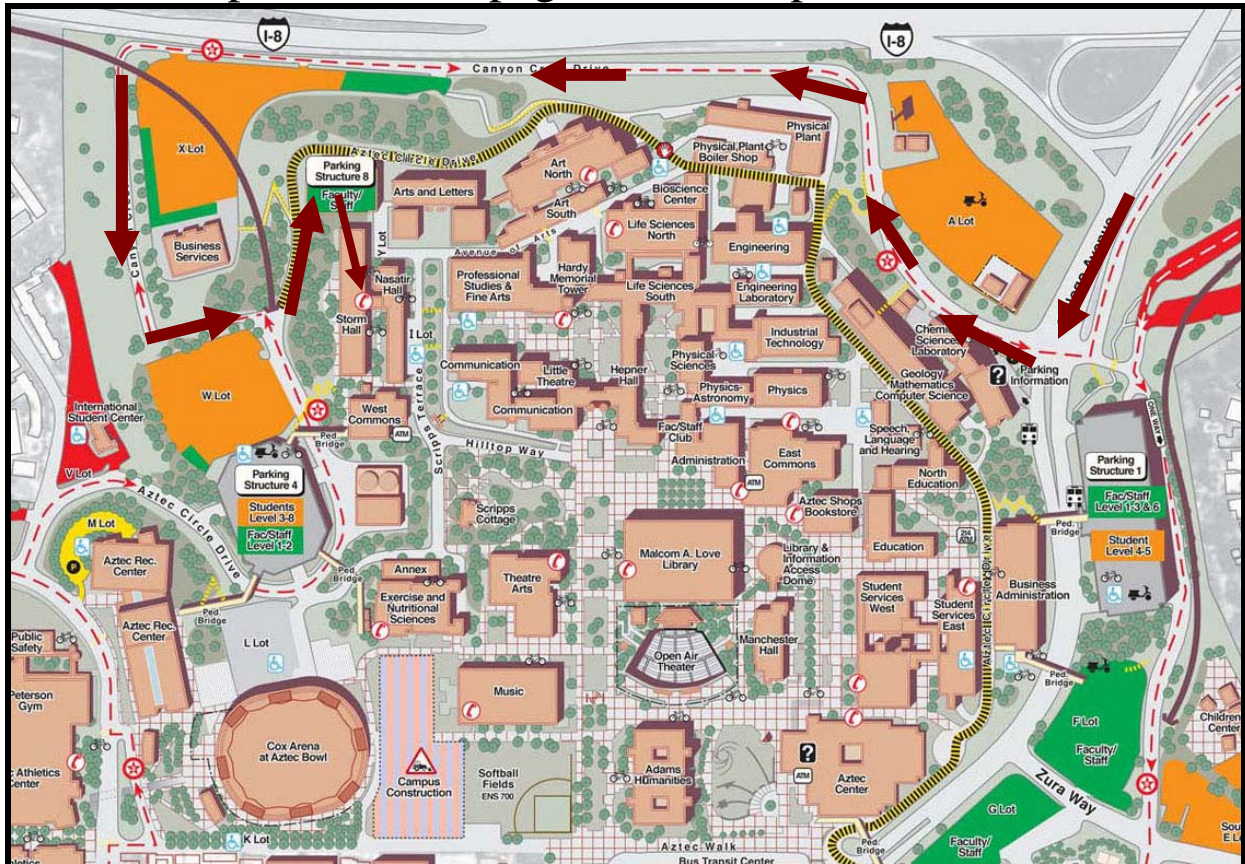 I-8
I-8
Canyon Crest Drive
X Lot
Parking
Structure 8
Faculty/
Staff
Aztec Circle Drive
Arts and Letters
Art
North
Art
South
Physical Plant
Boiler Shop
Physical
Plant
Bioscience
Center
A Lot
Business
Services
Y Lot
Avenue of Arts
Life Sciences
North
Engineering
Nasatir
Hall
Professional
Studies &
Fine Arts
Hardy
Memorial
Tower
Life Sciences
South
Engineering
Laboratory
Storm
Hall
I Lot
Industrial
Technology
Sciences
Laboratory
Parking
Information
?
Communication
Little
Theatre
Hepner
Hall
Physical
Sciences
Physics-
Astronomy
Physics
Geology
Mathematics
Computer Science
ONE WAY
W Lot
International
Student Center
West
Commons
ATM
Ped.
Bridge
Communication
Scripps Terrace
Hilltop Way
Fac/Staff
Club
Administration
East
Commons
ATM
Speech,
Language
and Hearing
North
Education
V Lot
Parking
Structure 4
Students
Level 3-8
Fac/Staff
Level 1-2
Parking
Structure 1
Fac/Staff
Level 1-3 & 6
Student
Level 4-5
Aztec Circle Drive
M Lot
P
Aztec Rec.
Center
Scripps
Cottage
Aztec Shops
Bookstore
Ped.
Bridge
Malcom A. Love
Library
Library &
Information
Access
Dome
Education
Business
Administration
Aztec Circle Drive
Ped.
Bridge
Annex
Exercise and
Nutritional
Sciences
Theatre
Arts
Student
Services
West
Student
Services
East
Ped.
Bridge
Aztec Rec.
Center
L Lot
Public
Safety
Peterson
Gym
Open Air
Theater
Manchester
Hall
Ped.
Bridge
Music
F Lot
Faculty/
Staff
Cox Arena
at Aztec Bowl
Campus
Construction
Softball
Fields
ENS 700
Adams
Humanities
?
ATM
Aztec
Center
Zura Way
G Lot
Faculty/
Staff
K Lot
Aztec Walk
Bus Transit Center
Ped.
Bridge